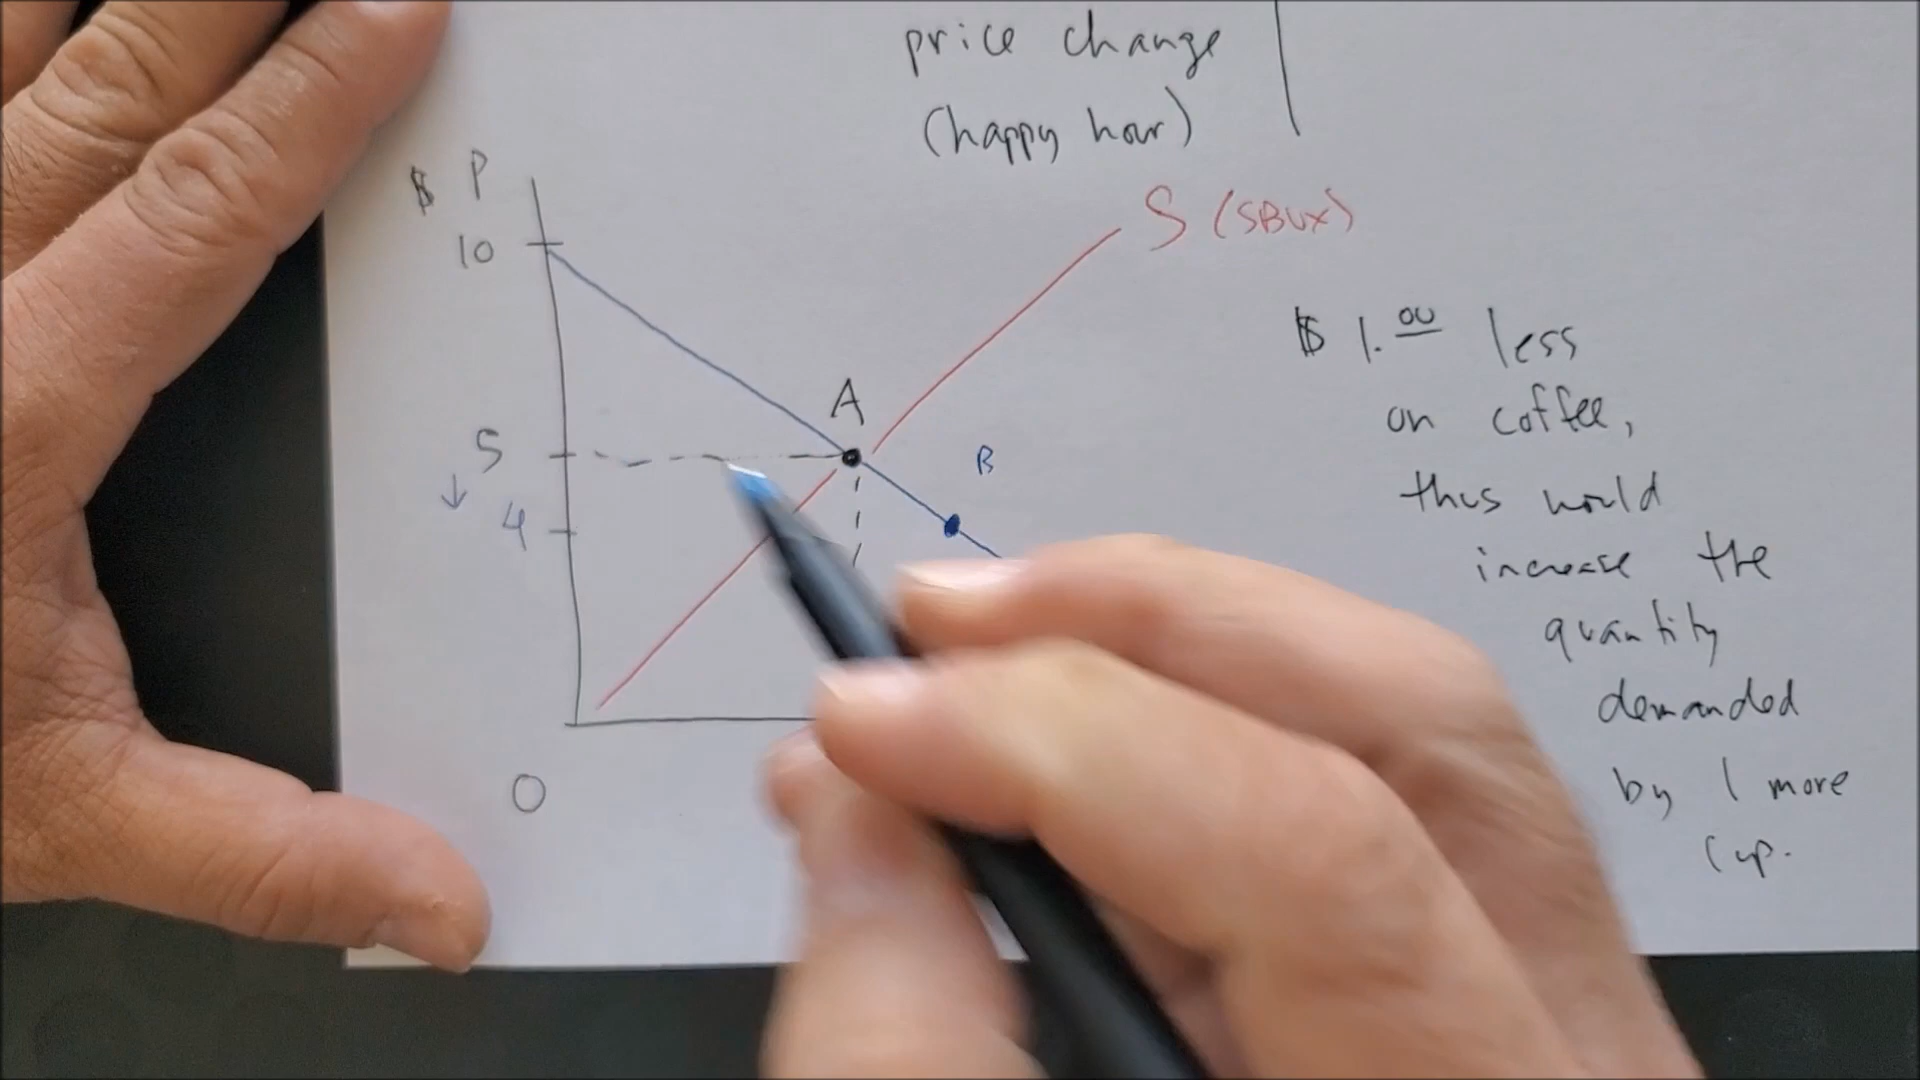 price change
(happy hour)
$ P
10
S (SBUX)
A
5
B
4
0
$ 1.00 less
on coffee,
thus would
increase the
quantity
demanded
by 1 more
cup.